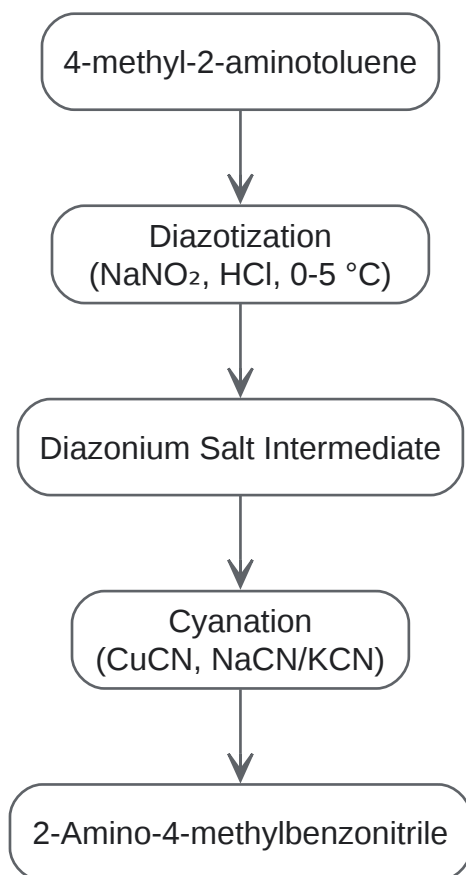 4-methyl-2-aminotoluene
Diazotization
(NaNO₂, HCl, 0-5 °C)
Diazonium Salt Intermediate
Cyanation
(CuCN, NaCN/KCN)
2-Amino-4-methylbenzonitrile